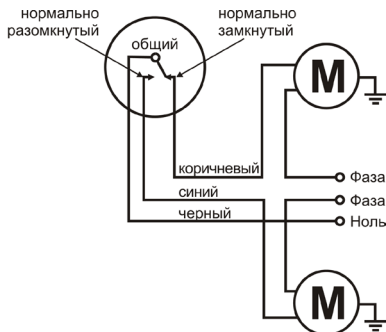 нормально
разомкнутый
нормально
замкнутый
общий
M
коричневый
синий
черный
Фаза
Фаза
Ноль
M